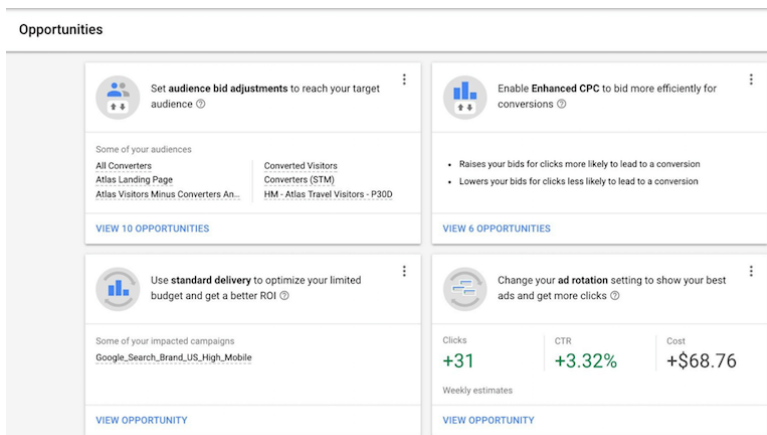 Opportunities
Set audience bid adjustments to reach your target
audience
Some of your audiences
All Converters
Atlas Landing Page
Atlas Visitors Minus Converters An...
Converted Visitors
Converters (STM)
HM - Atlas Travel Visitors - P30D
VIEW 10 OPPORTUNITIES
Enable Enhanced CPC to bid more efficiently for
conversions
• Raises your bids for clicks more likely to lead to a conversion
• Lowers your bids for clicks less likely to lead to a conversion
VIEW 6 OPPORTUNITIES
Use standard delivery to optimize your limited
budget and get a better ROI
Some of your impacted campaigns
Google_Search_Brand_US_High_Mobile
VIEW OPPORTUNITY
Change your ad rotation setting to show your best
ads and get more clicks
Clicks
+31
CTR
+3.32%
Cost
+$68.76
Weekly estimates
VIEW OPPORTUNITY